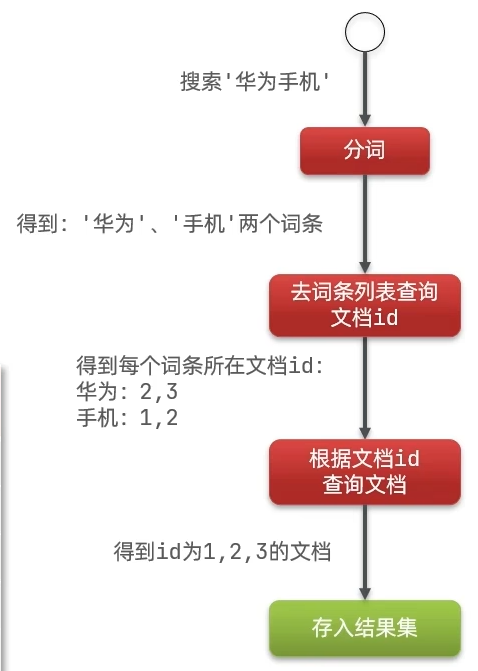 搜索'华为手机'
分词
得到：'华为'、'手机'两个词条
去词条列表查询
文档id
得到每个词条所在文档id：
华为：2,3
手机：1,2
根据文档id
查询文档
得到id为1,2,3的文档
存入结果集